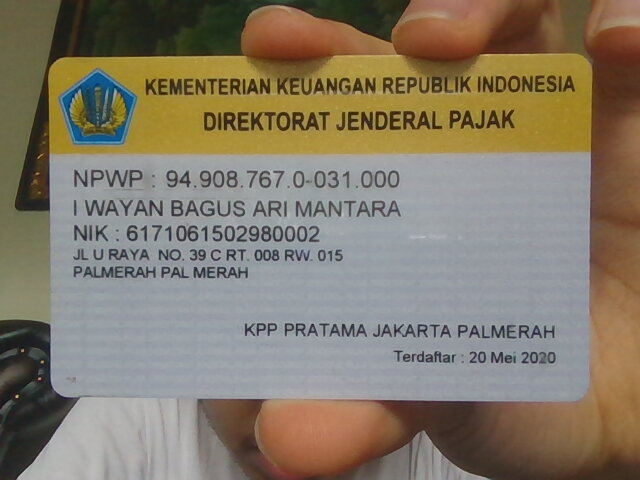 KEMENTERIAN KEUANGAN REPUBLIK INDONESIA
DIREKTORAT JENDERAL PAJAK
NPWP : 94.908.767.0-031.000
I WAYAN BAGUS ARI MANTARA
NIK : 6171061502980002
JL U RAYA NO. 39 C RT. 008 RW. 015
PALMERAH PAL MERAH
KPP PRATAMA JAKARTA PALMERAH
Terdaftar : 20 Mei 2020